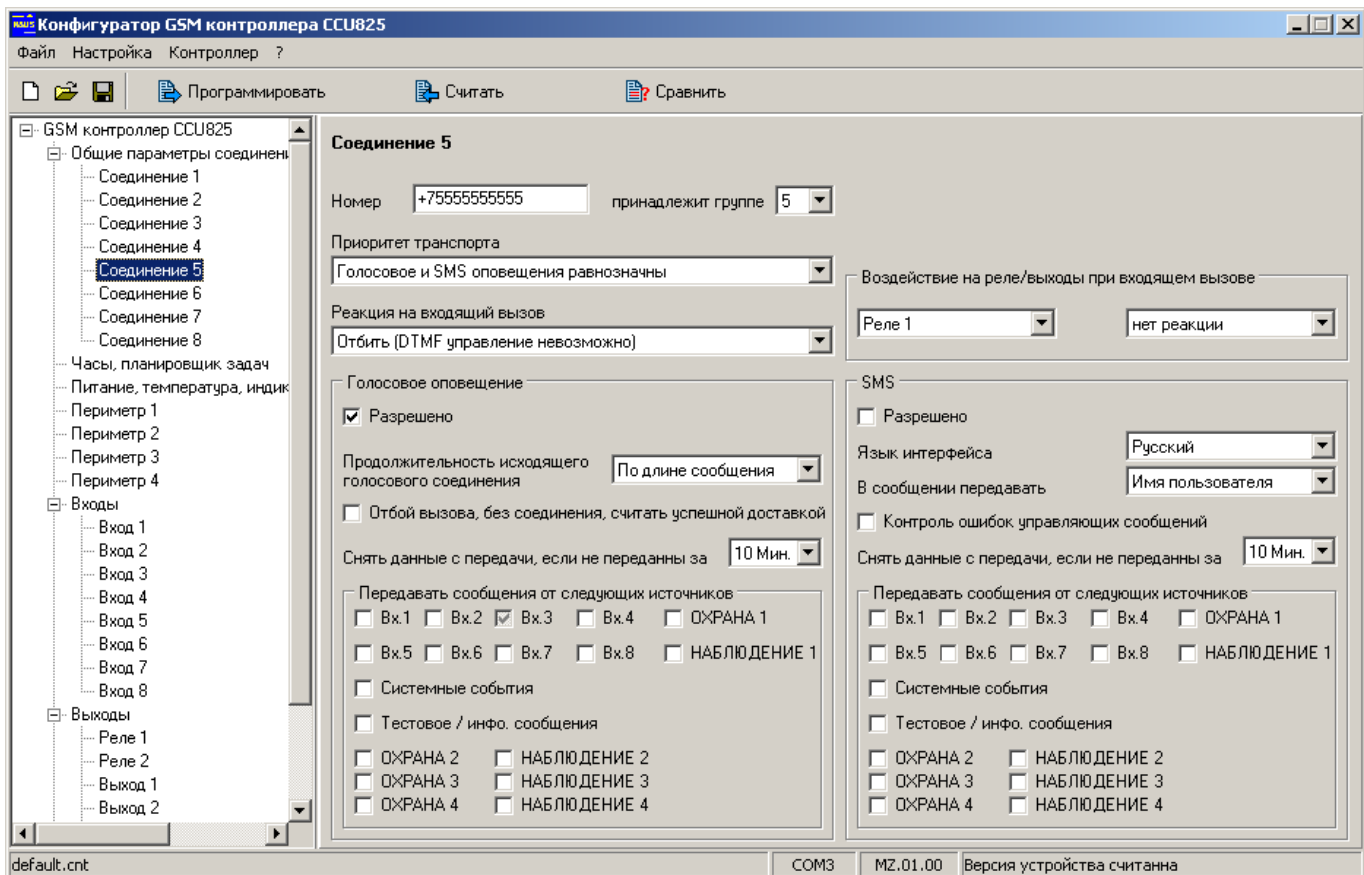 Конфигуратор GSM контроллера CCU825
Файл Настройка Контроллер ?
Программировать Считать Сравнить
GSM контроллер CCU825
Общие параметры соединени
Соединение 1
Соединение 2
Соединение 3
Соединение 4
Соединение 5
Соединение 6
Соединение 7
Соединение 8
Часы, планировщик задач
Питание, температура, индик
Периметр 1
Периметр 2
Периметр 3
Периметр 4
Входы
Вход 1
Вход 2
Вход 3
Вход 4
Вход 5
Вход 6
Вход 7
Вход 8
Выходы
Реле 1
Реле 2
Выход 1
Выход 2
Соединение 5
Номер +75555555555 принадлежит группе 5
Приоритет транспорта
Голосовое и SMS оповещения равнозначны
Реакция на входящий вызов
Отбить (DTMF управление невозможно)
Воздействие на реле/выходы при входящем вызове
Реле 1 нет реакции
Голосовое оповещение
Разрешено
Продолжительность исходящего
голосового соединения
По длине сообщения
Отбой вызова, без соединения, считать успешной доставкой
Снять данные с передачи, если не переданны за 10 Мин.
Передавать сообщения от следующих источников
Вх.1 Вх.2 Вх.3 Вх.4 ОХРАНА 1
Вх.5 Вх.6 Вх.7 Вх.8 НАБЛЮДЕНИЕ 1
Системные события
Тестовое / инфо. сообщения
ОХРАНА 2 НАБЛЮДЕНИЕ 2
ОХРАНА 3 НАБЛЮДЕНИЕ 3
ОХРАНА 4 НАБЛЮДЕНИЕ 4
SMS
Разрешено
Язык интерфейса Русский
В сообщении передавать Имя пользователя
Контроль ошибок управляющих сообщений
Снять данные с передачи, если не переданны за 10 Мин.
Передавать сообщения от следующих источников
Вх.1 Вх.2 Вх.3 Вх.4 ОХРАНА 1
Вх.5 Вх.6 Вх.7 Вх.8 НАБЛЮДЕНИЕ 1
Системные события
Тестовое / инфо. сообщения
ОХРАНА 2 НАБЛЮДЕНИЕ 2
ОХРАНА 3 НАБЛЮДЕНИЕ 3
ОХРАНА 4 НАБЛЮДЕНИЕ 4
default.cnt COM3 MZ.01.00 Версия устройства считанна